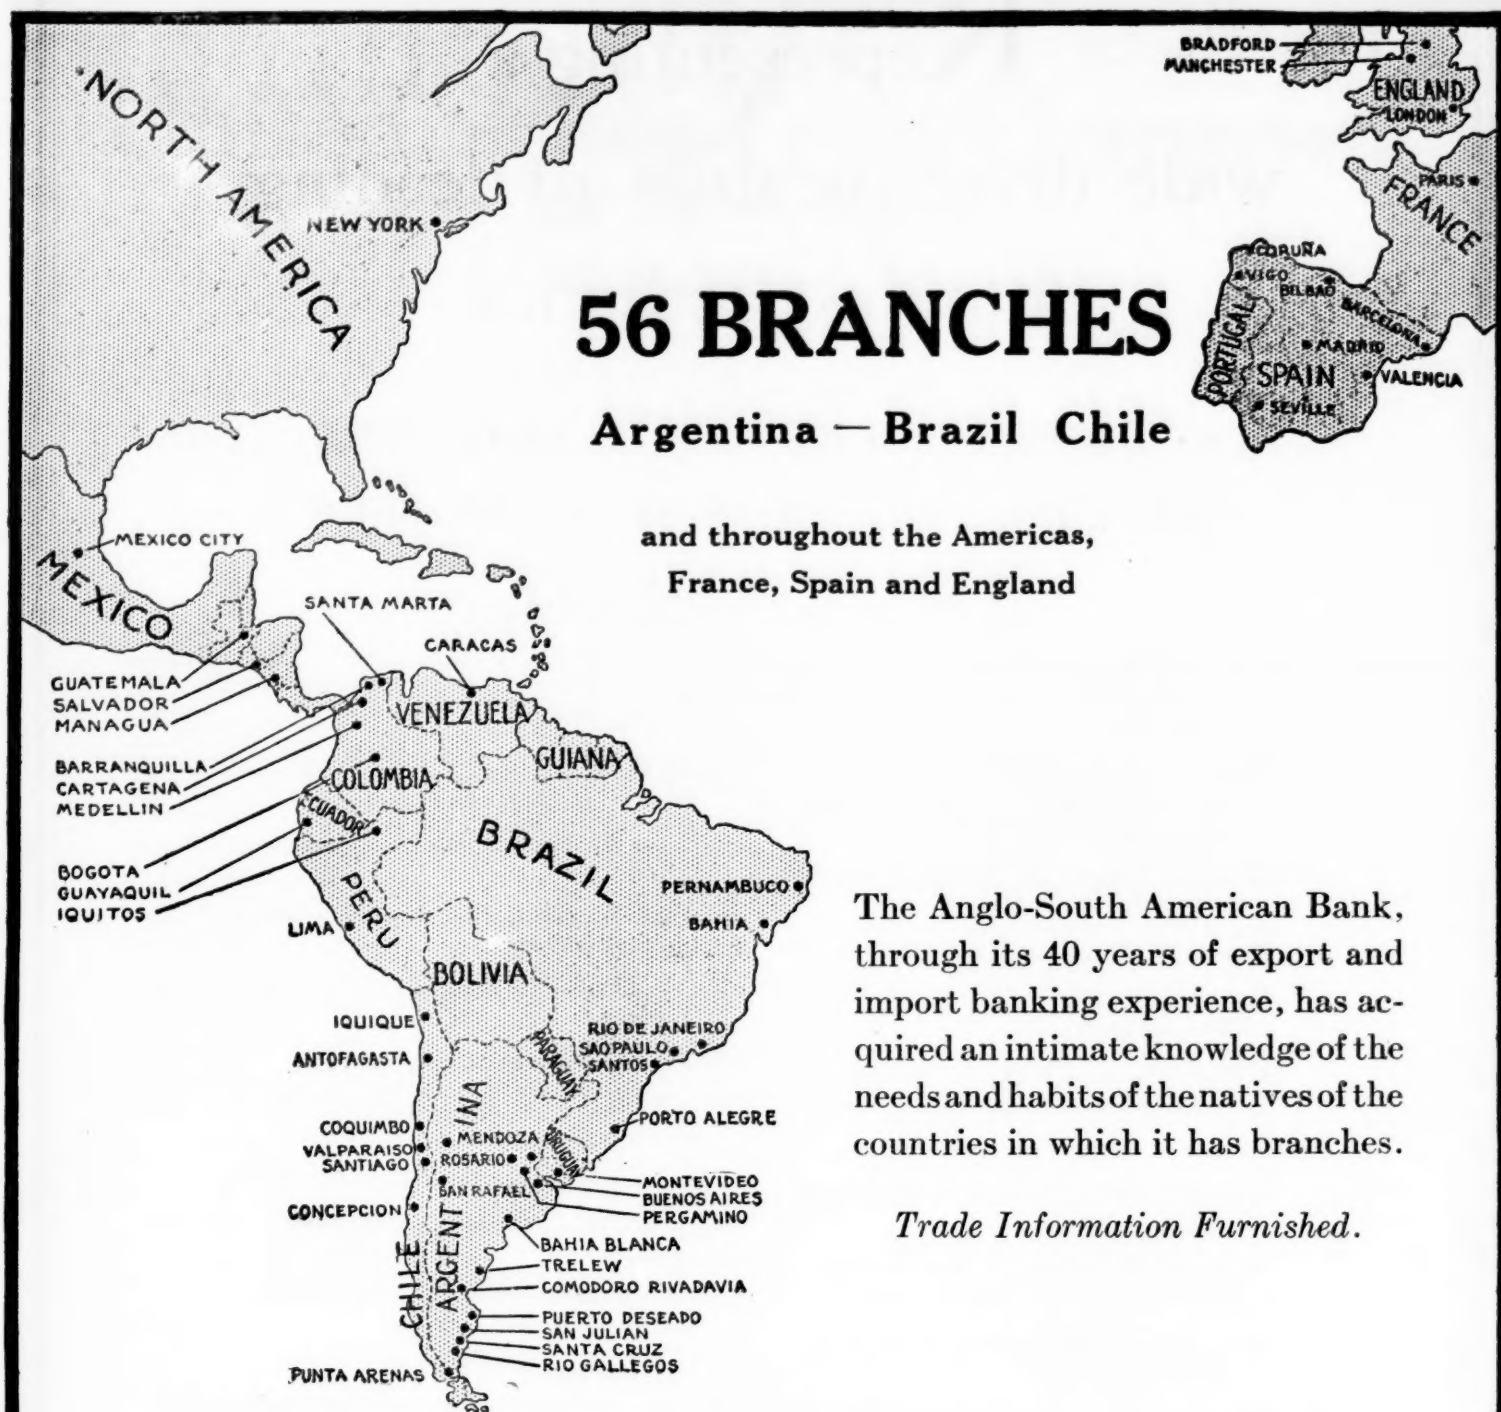 NORTH AMERICA
NEW YORK
BRADFORD
MANCHESTER
ENGLAND
LONDON
PARIS
FRANCE
CORUÑA
VIGO
BILBAO
BARCELONA
PORTUGAL
MADRID
SPAIN
VALENCIA
SEVILLE
56 BRANCHES
Argentina — Brazil Chile
and throughout the Americas,
France, Spain and England
MEXICO CITY
MEXICO
SANTA MARTA
CARACAS
GUATEMALA
SALVADOR
MANAGUA
VENEZUELA
GUIANA
BARRANQUILLA
CARTAGENA
MEDELLIN
COLOMBIA
ECUADOR
BOGOTA
GUAYAQUIL
IQUITOS
BRAZIL
PERU
PERNAMBUCO
BAHIA
LIMA
BOLIVIA
IQUIQUE
ANTOFAGASTA
PARAGUAY
RIO DE JANEIRO
SAO PAULO
SANTOS
PORTO ALEGRE
COQUIMBO
VALPARAISO
SANTIAGO
MENDOZA
ROSARIO
SAN RAFAEL
URUGUAY
MONTEVIDEO
BUENOS AIRES
PERGAMINO
CONCEPCION
CHILE
ARGENTINA
BAHIA BLANCA
TRELEW
COMODORO RIVADAVIA
PUERTO DESEADO
SAN JULIAN
SANTA CRUZ
RIO GALLEGOS
PUNTA ARENAS
The Anglo-South American Bank,
through its 40 years of export and
import banking experience, has ac-
quired an intimate knowledge of the
needs and habits of the natives of the
countries in which it has branches.
Trade Information Furnished.